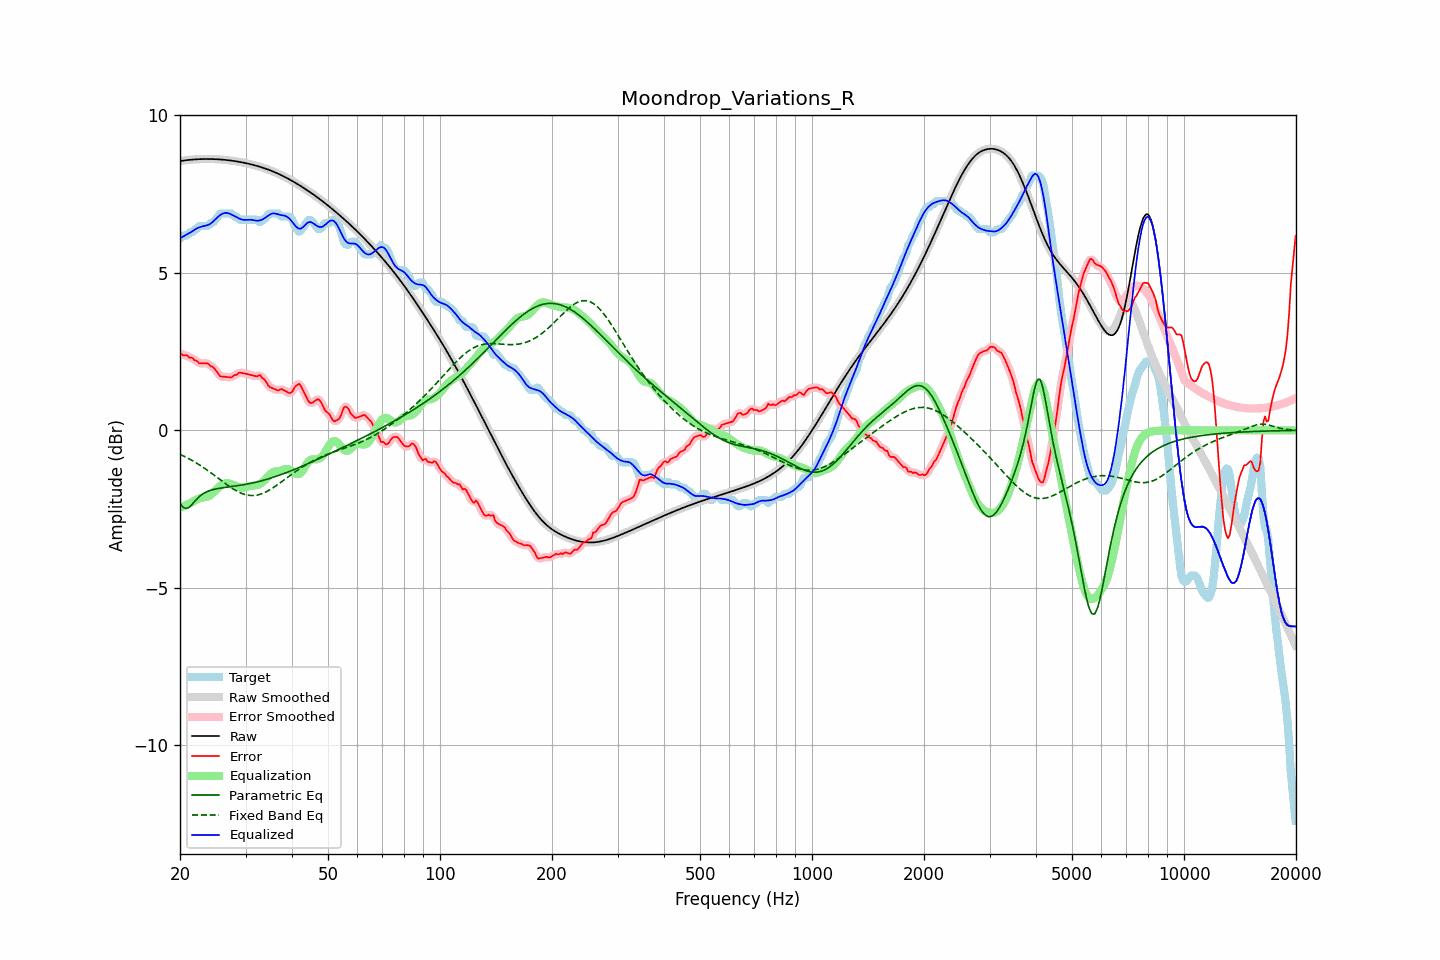 Moondrop_Variations_R
10
5
0
−5
−10
Amplitude (dBr)
Target
Raw Smoothed
Error Smoothed
Raw
Error
Equalization
Parametric Eq
Fixed Band Eq
Equalized
20 50 100 200 500 1000 2000 5000 10000 20000
Frequency (Hz)